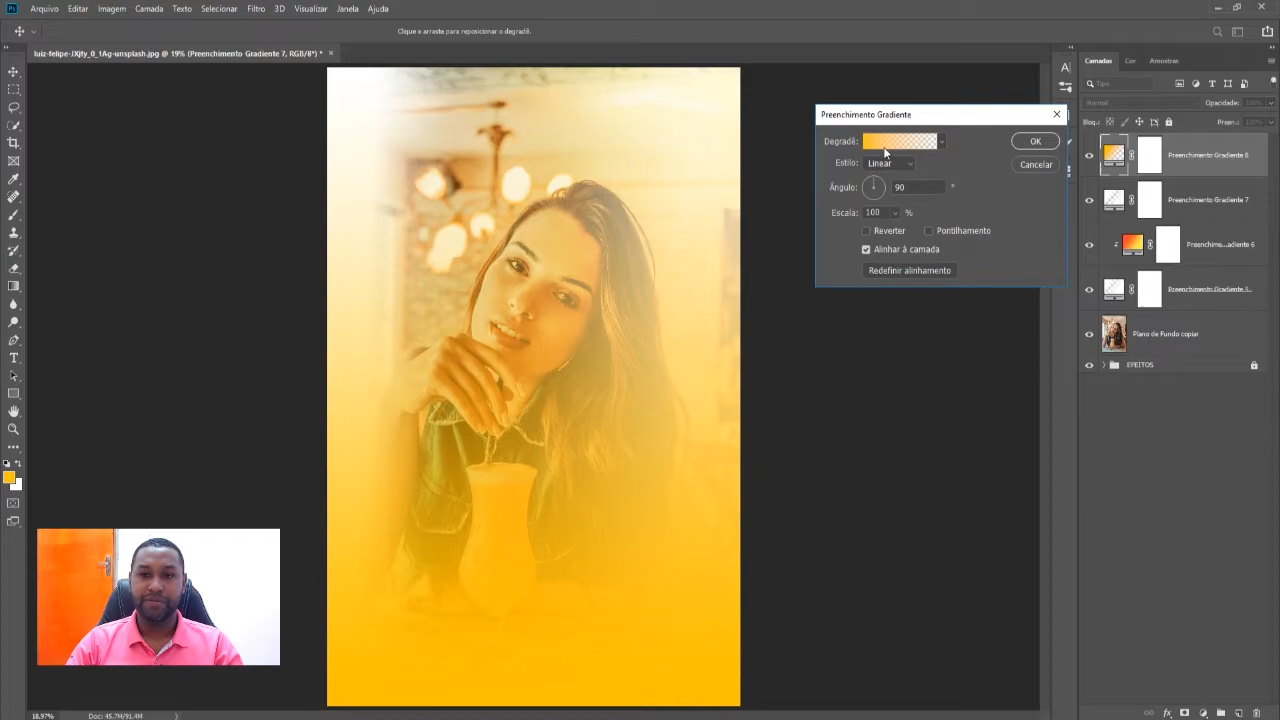 Ps Arquivo Editar Imagem Camada Texto Selecionar Filtro 3D Visualizar Janela Ajuda
Clique e arraste para reposicionar o degradê.
luiz-felipe-JXjty_0_1Ag-unsplash.jpg @ 19% (Preenchimento Gradiente 7, RGB/8*) *
Camadas Cor Amostras
Tipo
Normal Opacidade: 100%
Bloq.: Preen.: 100%
Preenchimento Gradiente 8
Preenchimento Gradiente 7
Preenchime...adiente 6
Preenchimento Gradiente 5..
Plano de Fundo copiar
EFEITOS
Preenchimento Gradiente
Degradê:
OK
Estilo: Linear
Cancelar
Ângulo: 90 °
Escala: 100 %
Reverter Pontilhamento
Alinhar à camada
Redefinir alinhamento
18.97% Doc: 45.7M/91.4M